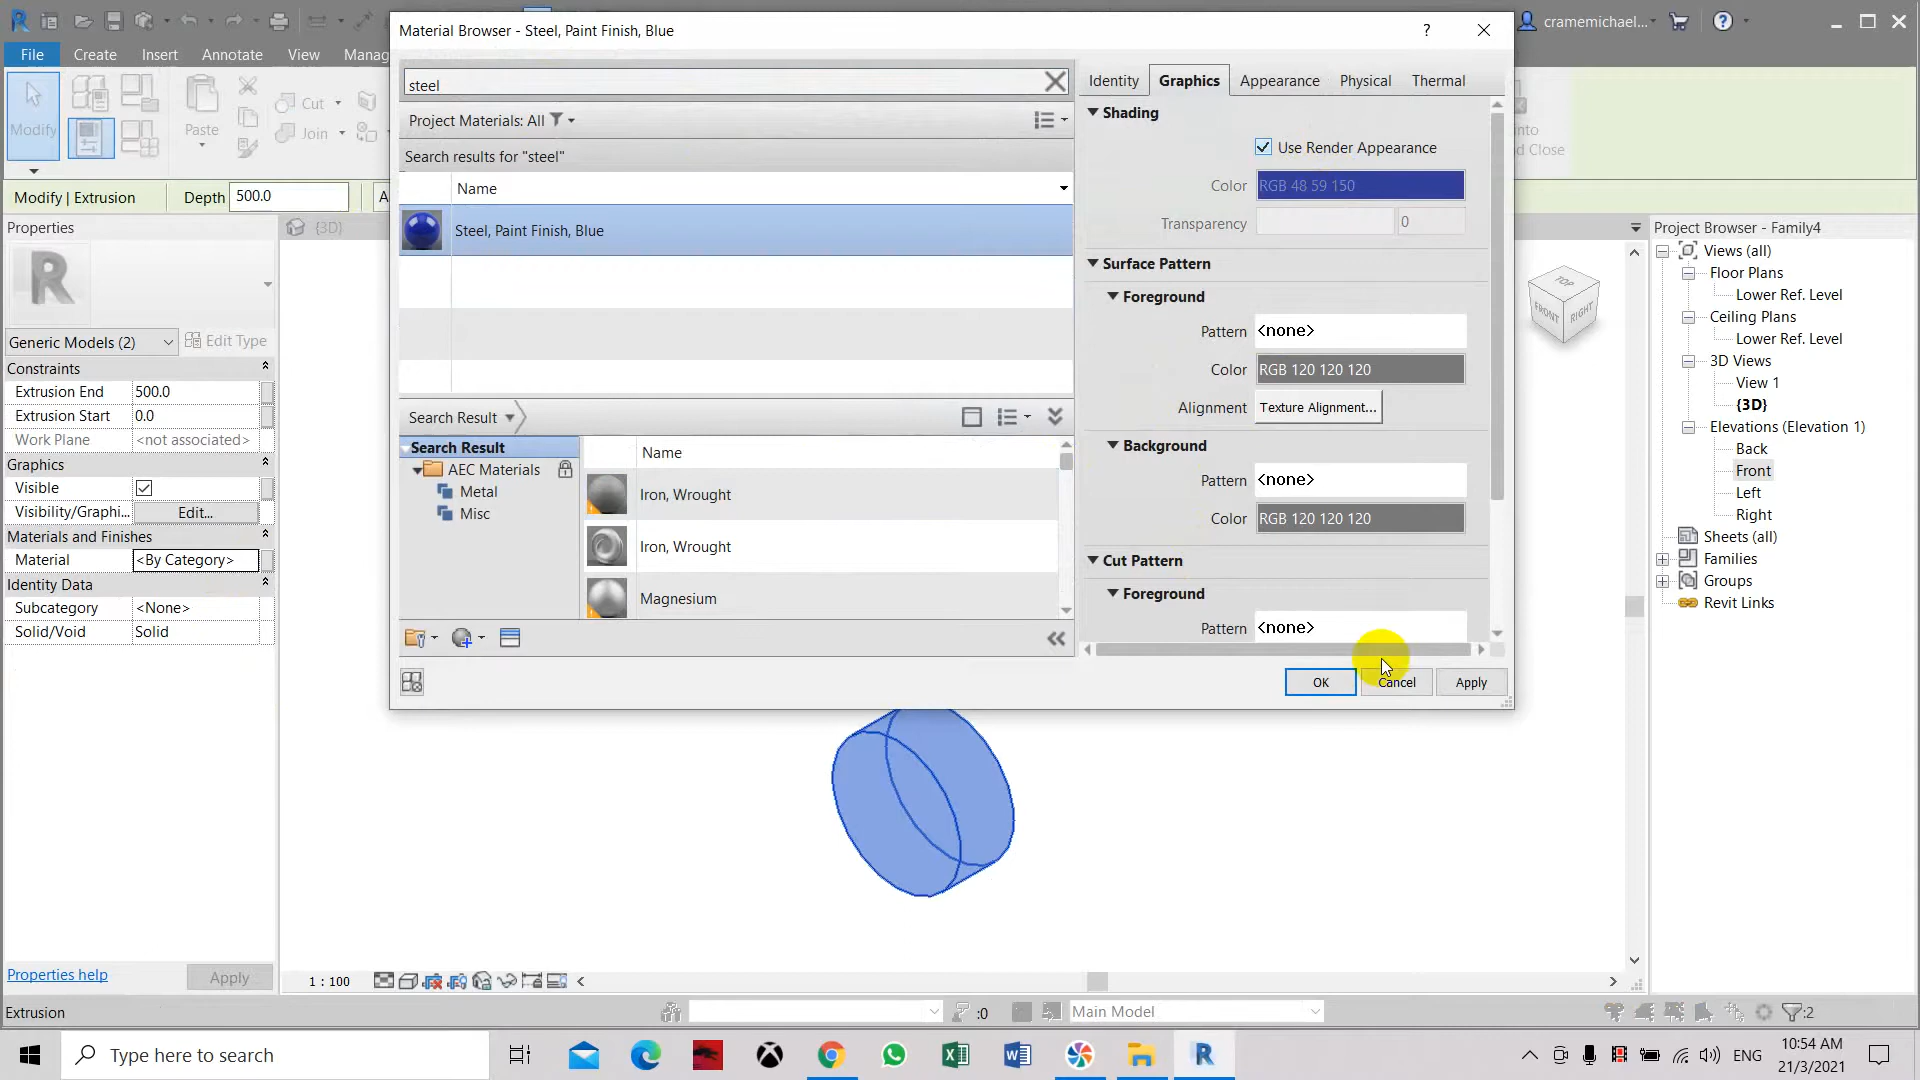 cramemichael...
File
Create
Insert
Annotate
View
Manag
Modify
Paste
Cut
Join
into
d Close
Modify | Extrusion
Depth
500.0
A
Properties
{3D}
Generic Models (2)
Edit Type
Constraints
Extrusion End
500.0
Extrusion Start
0.0
Work Plane
<not associated>
Graphics
Visible
Visibility/Graphi...
Edit...
Materials and Finishes
Material
<By Category>
Identity Data
Subcategory
<None>
Solid/Void
Solid
Properties help
Apply
Material Browser - Steel, Paint Finish, Blue
?
steel
Project Materials: All
Search results for "steel"
Name
Steel, Paint Finish, Blue
Search Result
Search Result
AEC Materials
Metal
Misc
Name
Iron, Wrought
Iron, Wrought
Magnesium
Identity
Graphics
Appearance
Physical
Thermal
Shading
Use Render Appearance
Color
RGB 48 59 150
Transparency
0
Surface Pattern
Foreground
Pattern
<none>
Color
RGB 120 120 120
Alignment
Texture Alignment...
Background
Pattern
<none>
Color
RGB 120 120 120
Cut Pattern
Foreground
Pattern
<none>
OK
Cancel
Apply
TOP
FRONT
RIGHT
Project Browser - Family4
Views (all)
Floor Plans
Lower Ref. Level
Ceiling Plans
Lower Ref. Level
3D Views
View 1
{3D}
Elevations (Elevation 1)
Back
Front
Left
Right
Sheets (all)
Families
Groups
Revit Links
1 : 100
Extrusion
:0
Main Model
:2
Type here to search
ENG
10:54 AM
21/3/2021